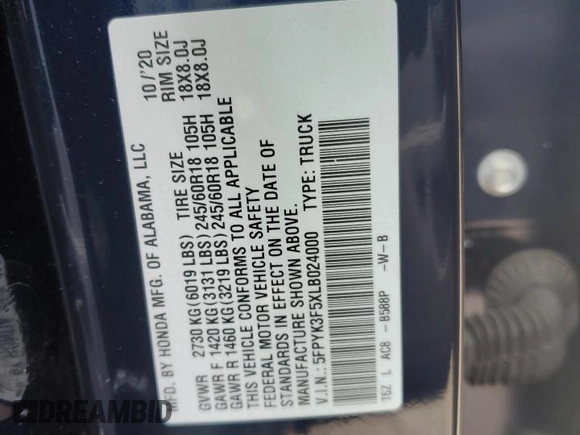 MFD. BY HONDA MFG. OF ALABAMA, LLC 10/'20
GVWR 2730 KG (6019 LBS) TIRE SIZE RIM SIZE
GAWR F 1420 KG (3131 LBS) 245/60R18 105H 18X8.0J
GAWR R 1460 KG (3219 LBS) 245/60R18 105H 18X8.0J
THIS VEHICLE CONFORMS TO ALL APPLICABLE
FEDERAL MOTOR VEHICLE SAFETY
STANDARDS IN EFFECT ON THE DATE OF
MANUFACTURE SHOWN ABOVE.
V.I.N.: 5FPYK3F5XLB024000 TYPE: TRUCK
T6Z L AC8 - B588P -W-B
DREAMBID